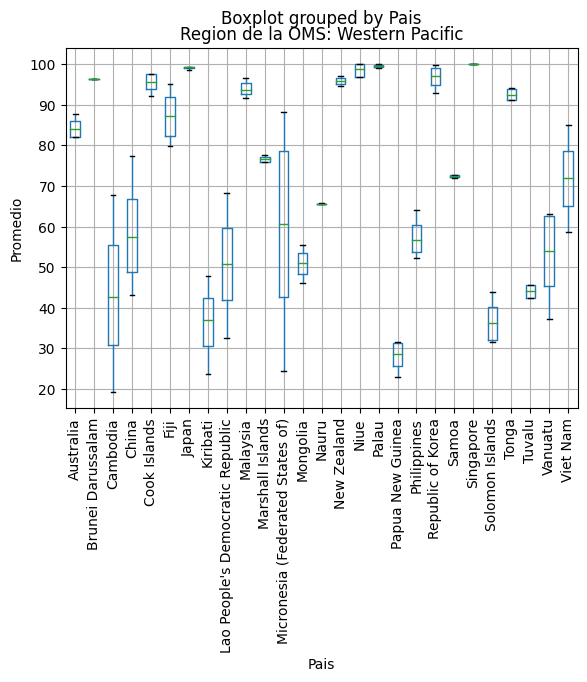 Boxplot grouped by Pais
Region de la OMS: Western Pacific
100
90
80
70
60
50
40
30
20
Promedio
Australia
Brunei Darussalam
Cambodia
China
Cook Islands
Fiji
Japan
Kiribati
Lao People's Democratic Republic
Malaysia
Marshall Islands
Micronesia (Federated States of)
Mongolia
Nauru
New Zealand
Niue
Palau
Papua New Guinea
Philippines
Republic of Korea
Samoa
Singapore
Solomon Islands
Tonga
Tuvalu
Vanuatu
Viet Nam
Pais